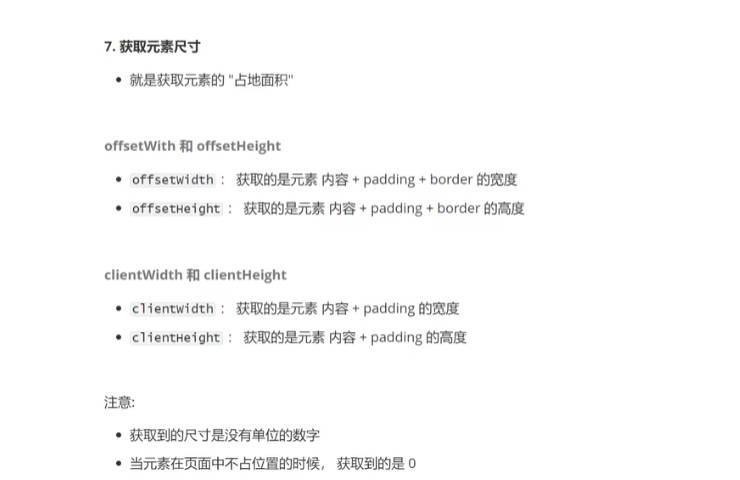 7. 获取元素尺寸
• 就是获取元素的 "占地面积"
offsetWith 和 offsetHeight
• offsetWidth ： 获取的是元素 内容 + padding + border 的宽度
• offsetHeight ： 获取的是元素 内容 + padding + border 的高度
clientWidth 和 clientHeight
• clientWidth ： 获取的是元素 内容 + padding 的宽度
• clientHeight ： 获取的是元素 内容 + padding 的高度
注意:
• 获取到的尺寸是没有单位的数字
• 当元素在页面中不占位置的时候， 获取到的是 0